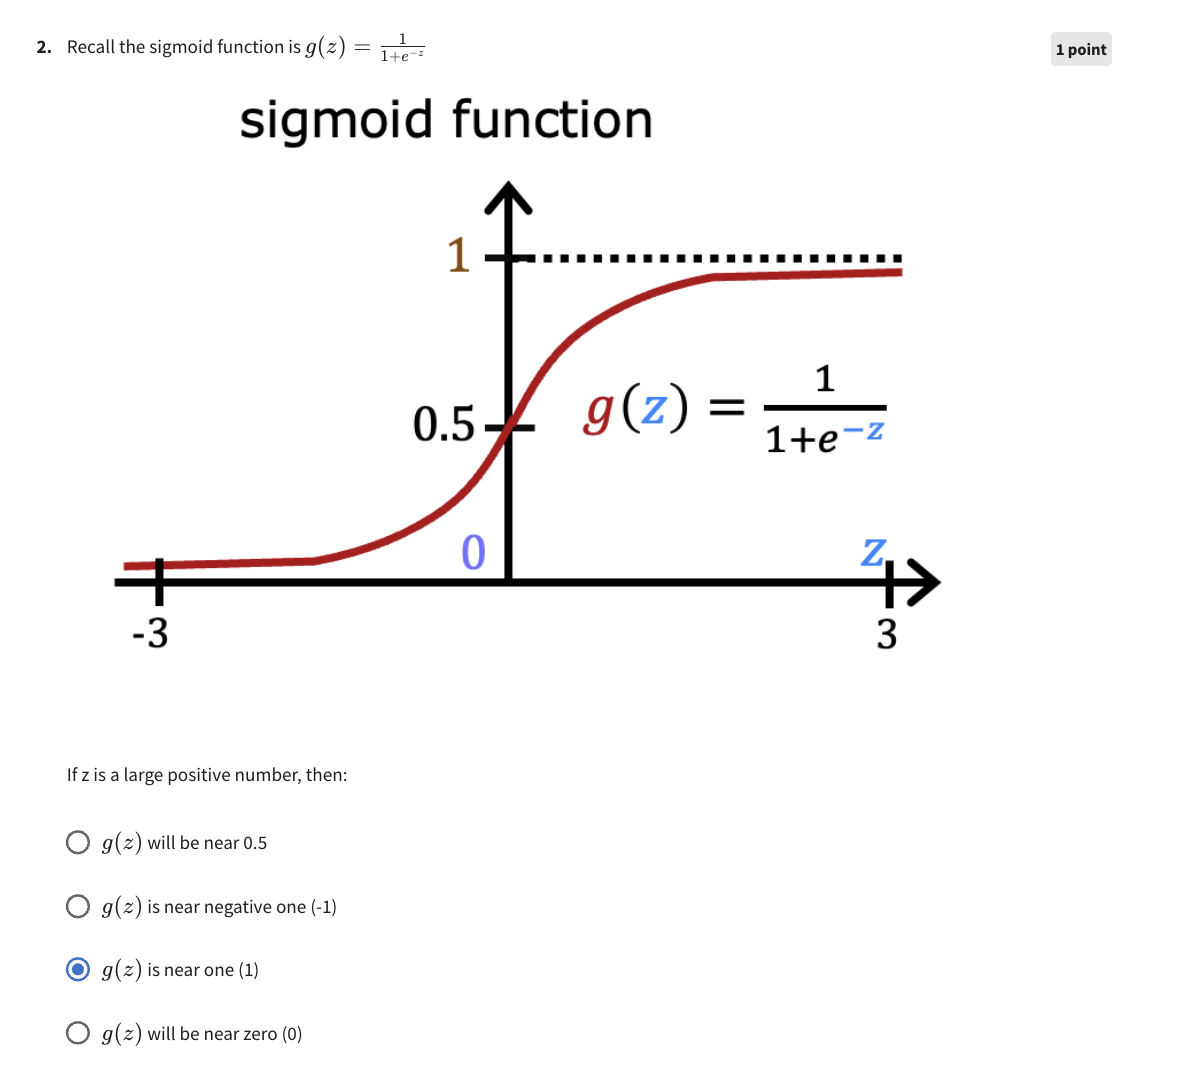 2. Recall the sigmoid function is g(z) = 1/(1+e^−z)
1 point
sigmoid function
1
0.5
g(z) = 1/(1+e^−z)
0
z
-3
3
If z is a large positive number, then:
g(z) will be near 0.5
g(z) is near negative one (-1)
g(z) is near one (1)
g(z) will be near zero (0)